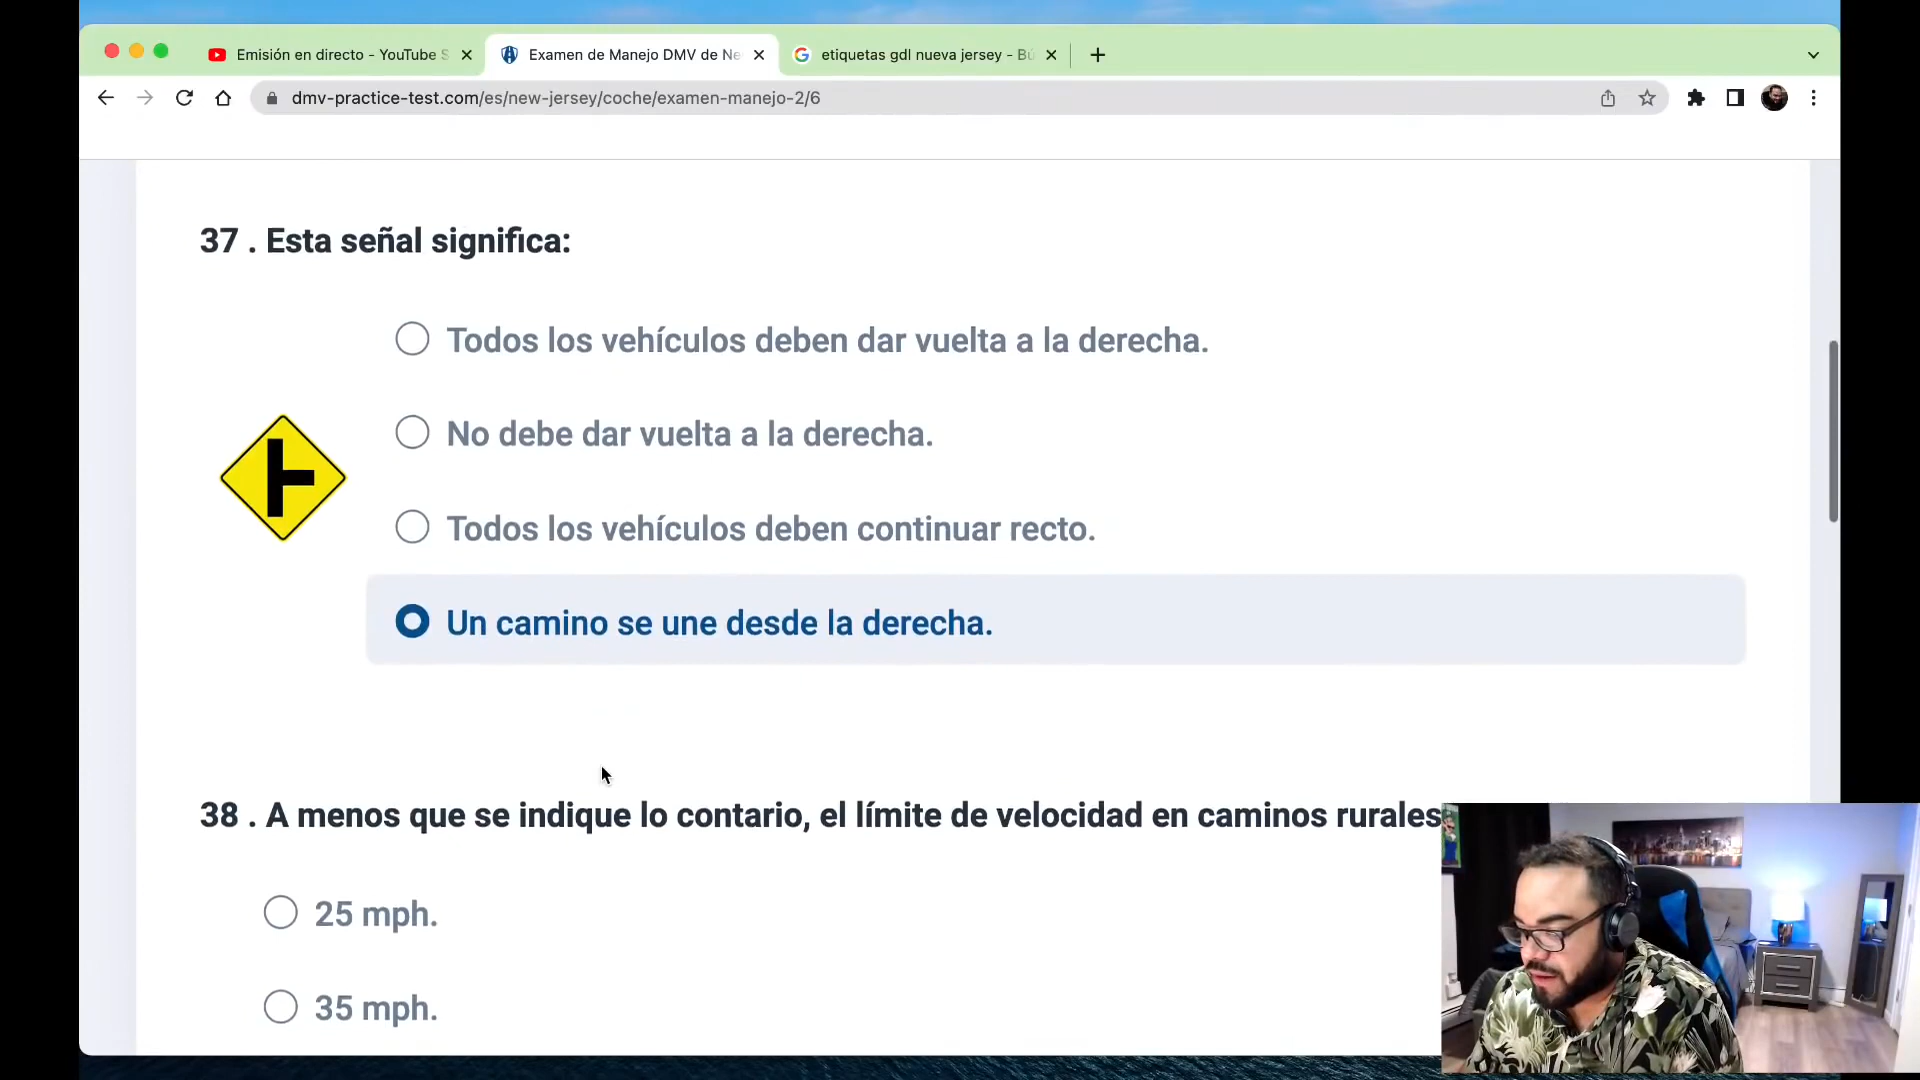 Emisión en directo - YouTube S
Examen de Manejo DMV de Ne
etiquetas gdl nueva jersey - Bú
dmv-practice-test.com/es/new-jersey/coche/examen-manejo-2/6
37 . Esta señal significa:
Todos los vehículos deben dar vuelta a la derecha.
No debe dar vuelta a la derecha.
Todos los vehículos deben continuar recto.
Un camino se une desde la derecha.
38 . A menos que se indique lo contario, el límite de velocidad en caminos rurales
25 mph.
35 mph.